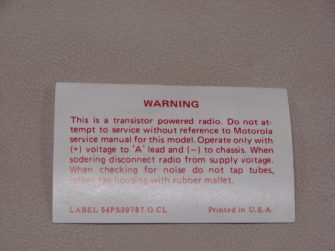 WARNING
This is a transistor powered radio. Do not at-
tempt to service without reference to Motorola
service manual for this model. Operate only with
(+) voltage to 'A' lead and (−) to chassis. When
sodering disconnect radio from supply voltage.
When checking for noise do not tap tubes,
rather tap housing with rubber mallet.
LABEL 54P539787.O.CL Printed in U.S.A.